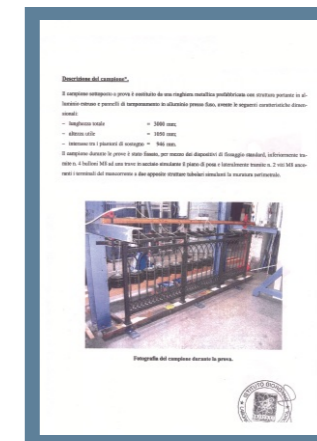 Descrizione del campione*.
Il campione sottoposto a prova è costituito da una ringhiera metallica prefabbricata con struttura portante in al-
luminio estruso e pannelli di tamponamento in alluminio presso fuso, avente le seguenti caratteristiche dimen-
sionali:
– lunghezza totale = 3000 mm;
– altezza utile = 1050 mm;
– interasse tra i piantoni di sostegno = 946 mm.
Il campione durante le prove è stato fissato, per mezzo dei dispositivi di fissaggio standard, inferiormente tra-
mite n. 4 bulloni M8 ad una trave in acciaio simulante il piano di posa e lateralmente tramite n. 2 viti M8 anco-
ranti i terminali del mancorrente a due apposite strutture tubolari simulanti la muratura perimetrale.
Fotografia del campione durante la prova.
ISTITUTO GIORDANO